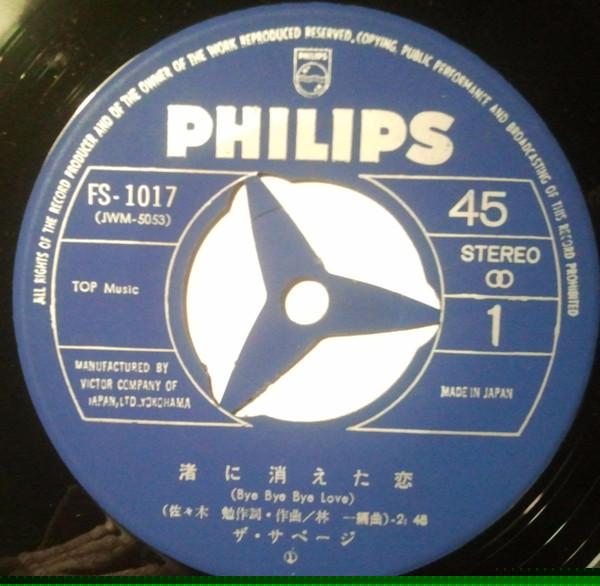 ALL RIGHTS OF THE RECORD PRODUCER AND OF THE OWNER OF THE WORK REPRODUCED RESERVED, COPYING, PUBLIC PERFORMANCE AND BROADCASTING OF THIS RECORD PROHIBITED
PHILIPS
PHILIPS
FS-1017
(JWM-5053)
45
STEREO
TOP Music
1
MANUFACTURED BY
VICTOR COMPANY OF
JAPAN, LTD. YOKOHAMA
MADE IN JAPAN
渚に消えた恋
(Bye Bye Bye Love)
(佐々木 勉作詞・作曲/林 一編曲)-2:48
ザ・サベージ
①